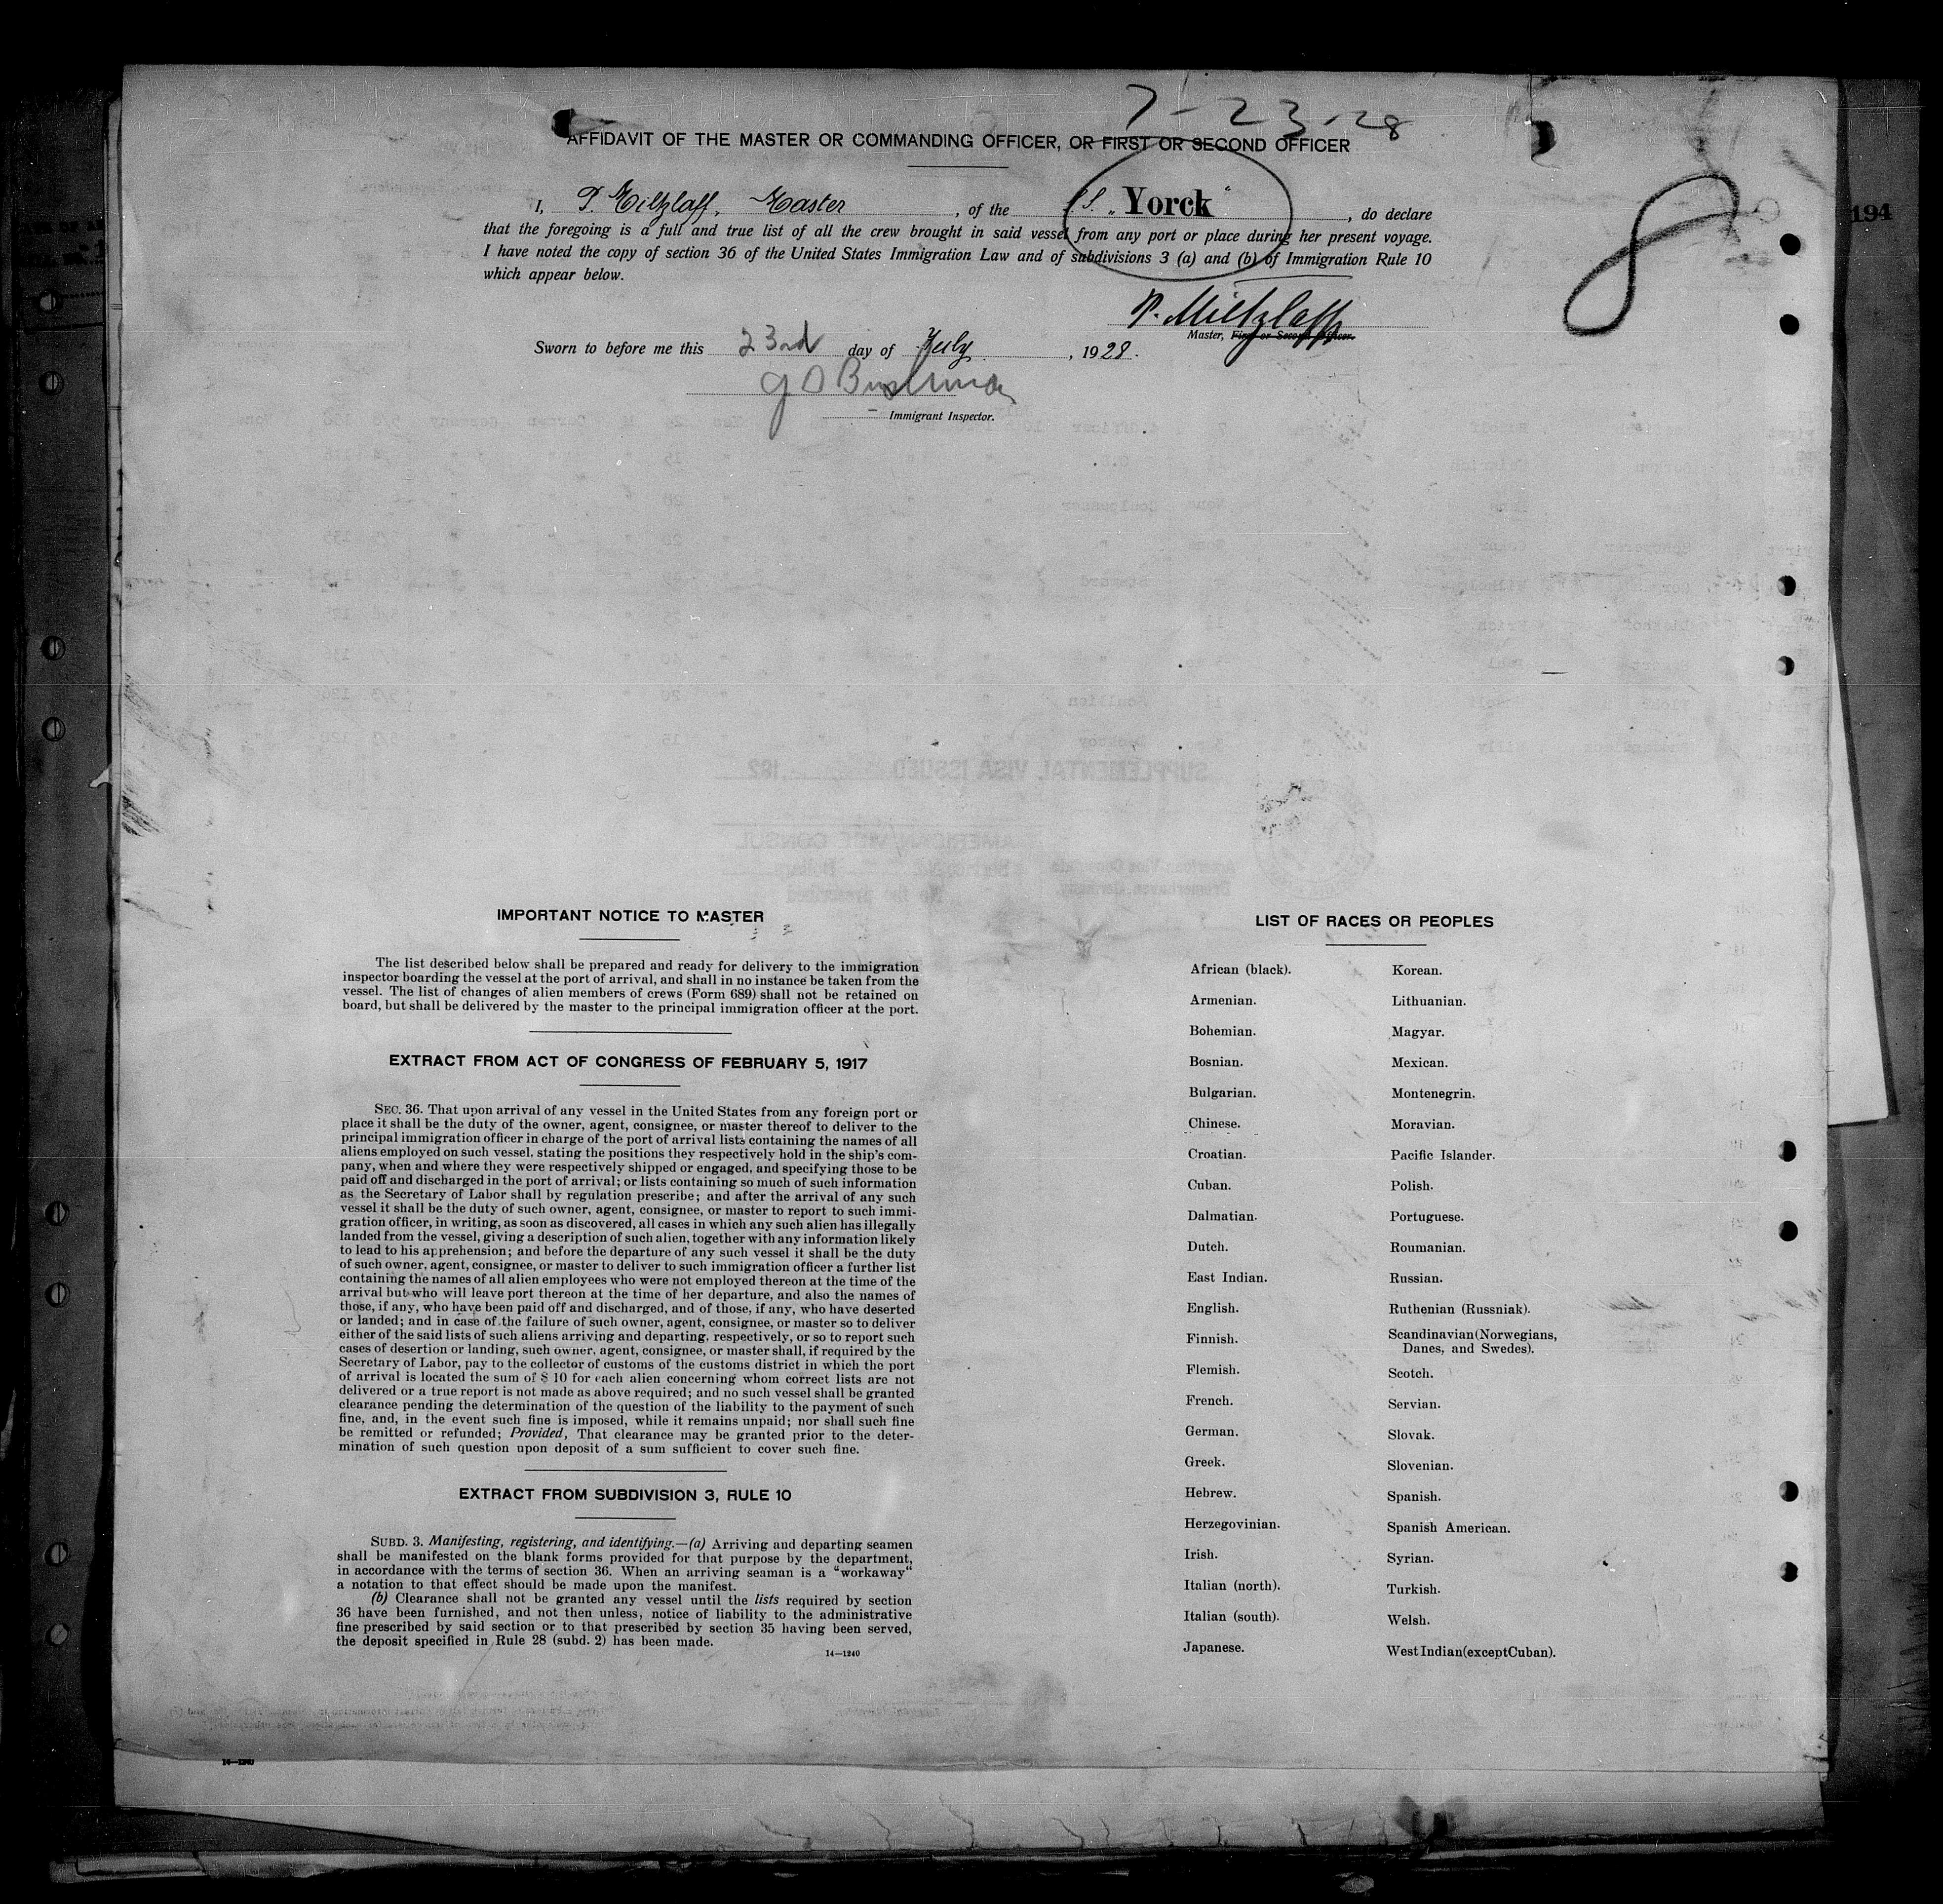 7-23-28
AFFIDAVIT OF THE MASTER OR COMMANDING OFFICER, OR FIRST OR SECOND OFFICER
I, P. Miltzlaff, Master, of the S.S. „Yorck“, do declare
that the foregoing is a full and true list of all the crew brought in said vessel from any port or place during her present voyage.
I have noted the copy of section 36 of the United States Immigration Law and of subdivisions 3 (a) and (b) of Immigration Rule 10
which appear below.
8
194
P. Miltzlaff
Master, First or Second Officer.
Sworn to before me this 23rd day of July, 1928.
Immigrant Inspector.
SUPPLEMENTAL VISA ISSUED 192
IMPORTANT NOTICE TO MASTER
The list described below shall be prepared and ready for delivery to the immigration
inspector boarding the vessel at the port of arrival, and shall in no instance be taken from the
vessel. The list of changes of alien members of crews (Form 689) shall not be retained on
board, but shall be delivered by the master to the principal immigration officer at the port.
EXTRACT FROM ACT OF CONGRESS OF FEBRUARY 5, 1917
SEC. 36. That upon arrival of any vessel in the United States from any foreign port or
place it shall be the duty of the owner, agent, consignee, or master thereof to deliver to the
principal immigration officer in charge of the port of arrival lists containing the names of all
aliens employed on such vessel, stating the positions they respectively hold in the ship's com-
pany, when and where they were respectively shipped or engaged, and specifying those to be
paid off and discharged in the port of arrival; or lists containing so much of such information
as the Secretary of Labor shall by regulation prescribe; and after the arrival of any such
vessel it shall be the duty of such owner, agent, consignee, or master to report to such immi-
gration officer, in writing, as soon as discovered, all cases in which any such alien has illegally
landed from the vessel, giving a description of such alien, together with any information likely
to lead to his apprehension; and before the departure of any such vessel it shall be the duty
of such owner, agent, consignee, or master to deliver to such immigration officer a further list
containing the names of all alien employees who were not employed thereon at the time of the
arrival but who will leave port thereon at the time of her departure, and also the names of
those, if any, who have been paid off and discharged, and of those, if any, who have deserted
or landed; and in case of the failure of such owner, agent, consignee, or master so to deliver
either of the said lists of such aliens arriving and departing, respectively, or so to report such
cases of desertion or landing, such owner, agent, consignee, or master shall, if required by the
Secretary of Labor, pay to the collector of customs of the customs district in which the port
of arrival is located the sum of $ 10 for each alien concerning whom correct lists are not
delivered or a true report is not made as above required; and no such vessel shall be granted
clearance pending the determination of the question of the liability to the payment of such
fine, and, in the event such fine is imposed, while it remains unpaid; nor shall such fine
be remitted or refunded; Provided, That clearance may be granted prior to the deter-
mination of such question upon deposit of a sum sufficient to cover such fine.
EXTRACT FROM SUBDIVISION 3, RULE 10
SUBD. 3. Manifesting, registering, and identifying.—(a) Arriving and departing seamen
shall be manifested on the blank forms provided for that purpose by the department,
in accordance with the terms of section 36. When an arriving seaman is a “workaway“
a notation to that effect should be made upon the manifest.
(b) Clearance shall not be granted any vessel until the lists required by section
36 have been furnished, and not then unless, notice of liability to the administrative
fine prescribed by said section or to that prescribed by section 35 having been served,
the deposit specified in Rule 28 (subd. 2) has been made.
14—1240
LIST OF RACES OR PEOPLES
African (black).
Armenian.
Bohemian.
Bosnian.
Bulgarian.
Chinese.
Croatian.
Cuban.
Dalmatian.
Dutch.
East Indian.
English.
Finnish.
Flemish.
French.
German.
Greek.
Hebrew.
Herzegovinian.
Irish.
Italian (north).
Italian (south).
Japanese.
Korean.
Lithuanian.
Magyar.
Mexican.
Montenegrin.
Moravian.
Pacific Islander.
Polish.
Portuguese.
Roumanian.
Russian.
Ruthenian (Russniak).
Scandinavian(Norwegians,
Danes, and Swedes).
Scotch.
Servian.
Slovak.
Slovenian.
Spanish.
Spanish American.
Syrian.
Turkish.
Welsh.
West Indian(except Cuban).
14—1240